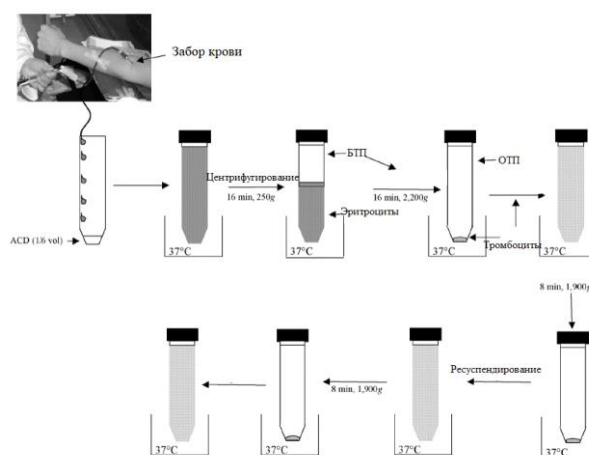 Забор крови
Центрифугирование
16 min, 250g
БТП
16 min, 2,200g
ОТП
Эритроциты
Тромбоциты
ACD (1/6 vol)
37°C
37°C
37°C
37°C
8 min, 1,900g
Ресуспендирование
8 min, 1,900g
37°C
37°C
37°C
37°C